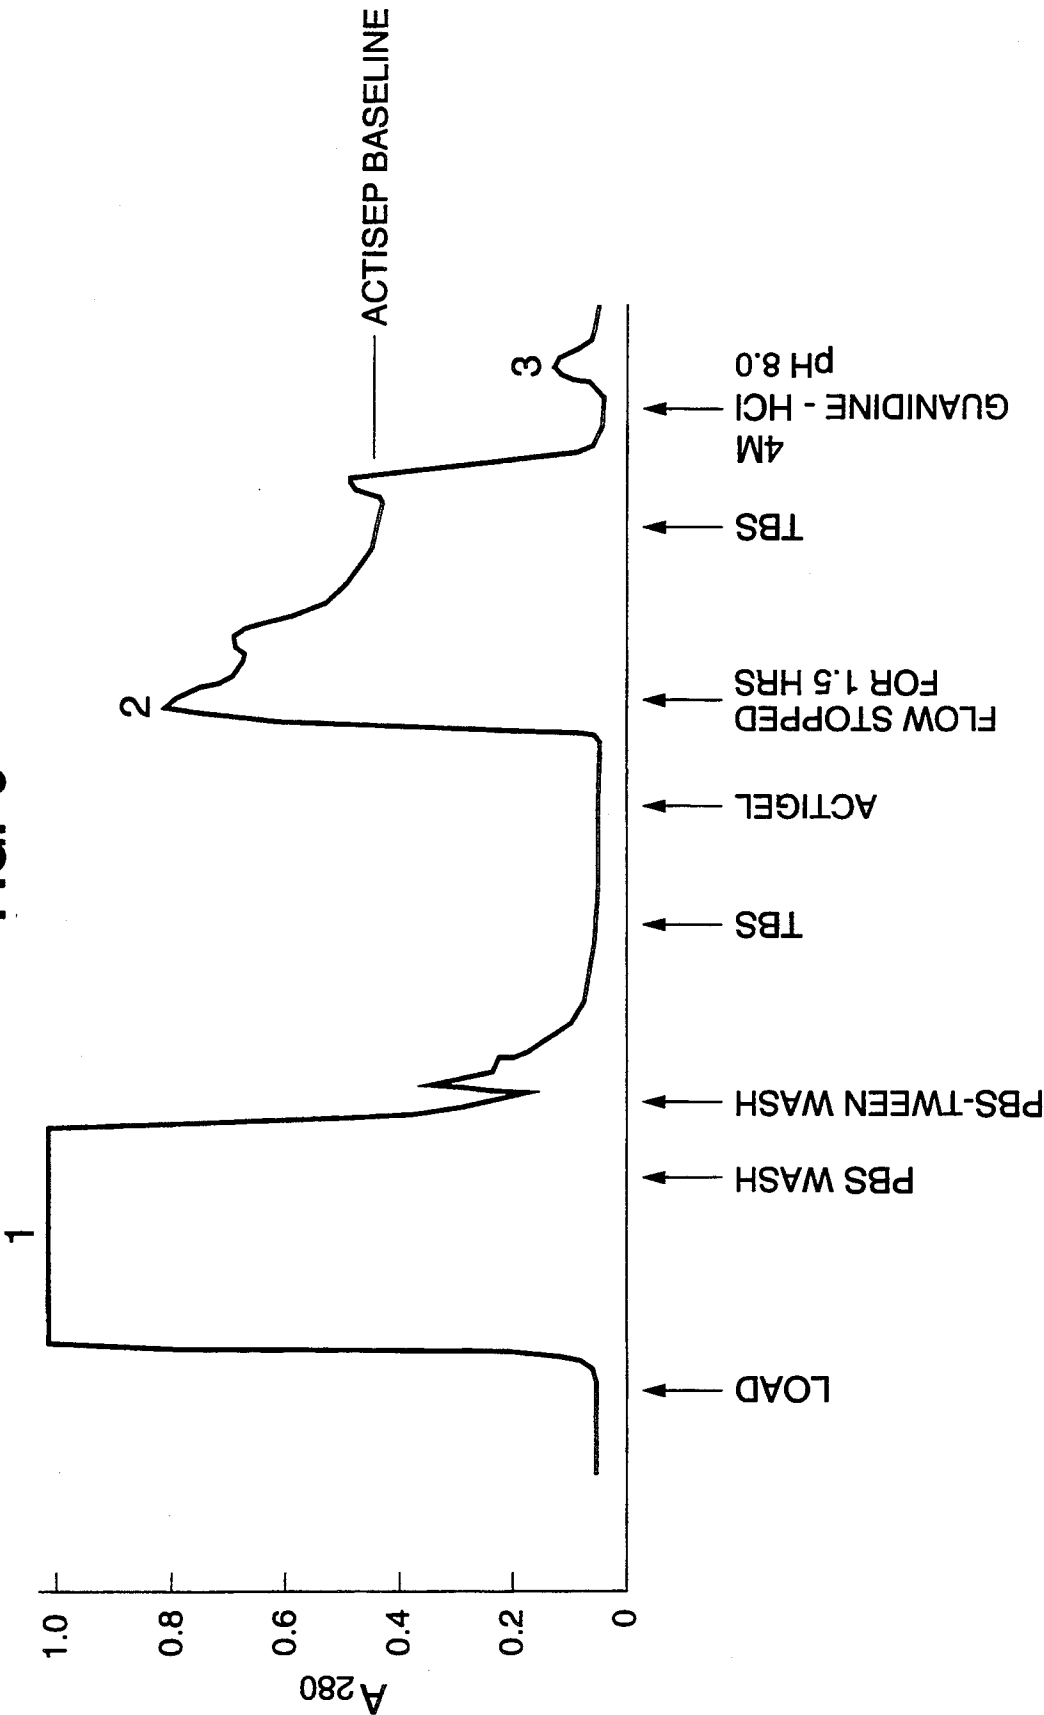 1
2
3
ACTISEP BASELINE
1.0
0.8
0.6
0.4
0.2
0
A280
LOAD
PBS WASH
PBS-TWEEN WASH
TBS
ACTIGEL
FLOW STOPPED
FOR 1.5 HRS
TBS
4M
GUANIDINE - HCl
pH 8.0